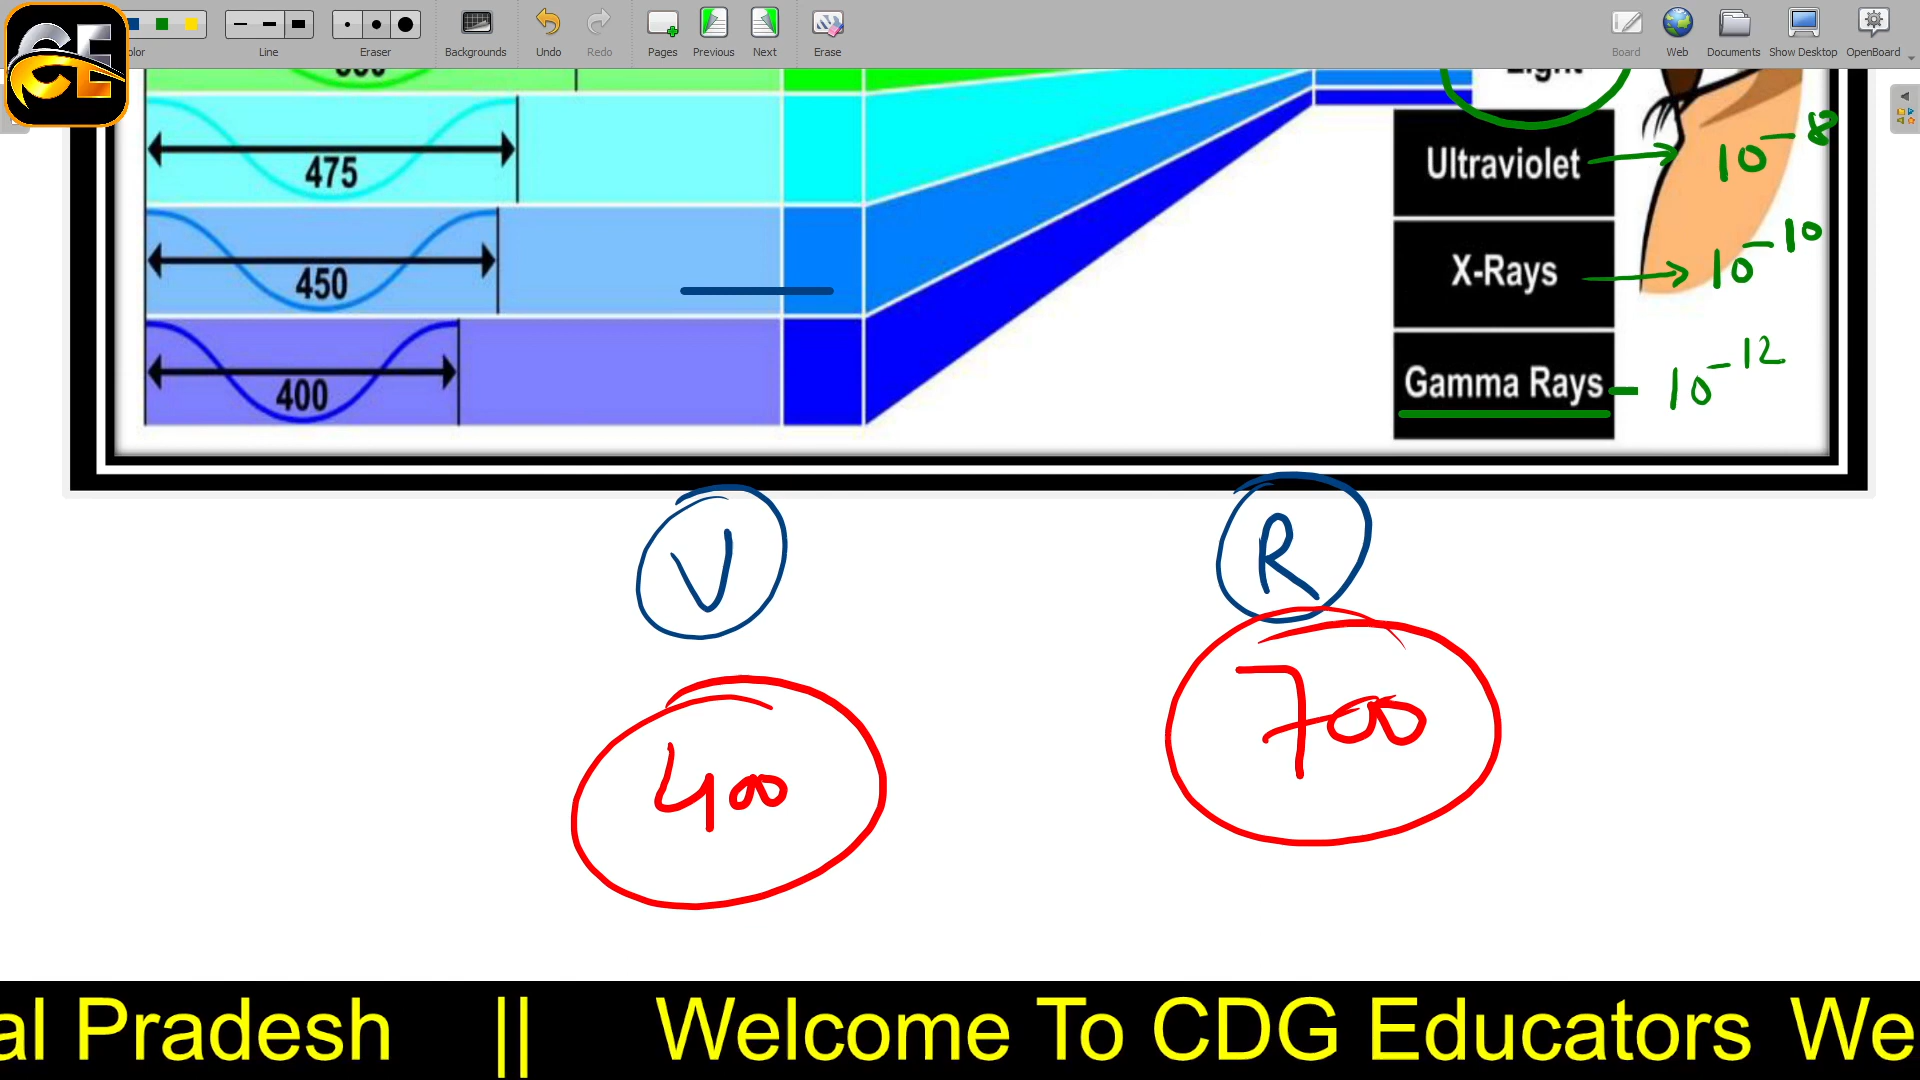 GE
olor
Line
Eraser
Backgrounds
Undo
Redo
Pages
Previous
Next
Erase
Board
Web
Documents
Show Desktop
OpenBoard
Light
475
Ultraviolet → 10⁻⁸
450
X-Rays → 10⁻¹⁰
400
Gamma Rays - 10⁻¹²
V
R
400
700
al Pradesh || Welcome To CDG Educators We